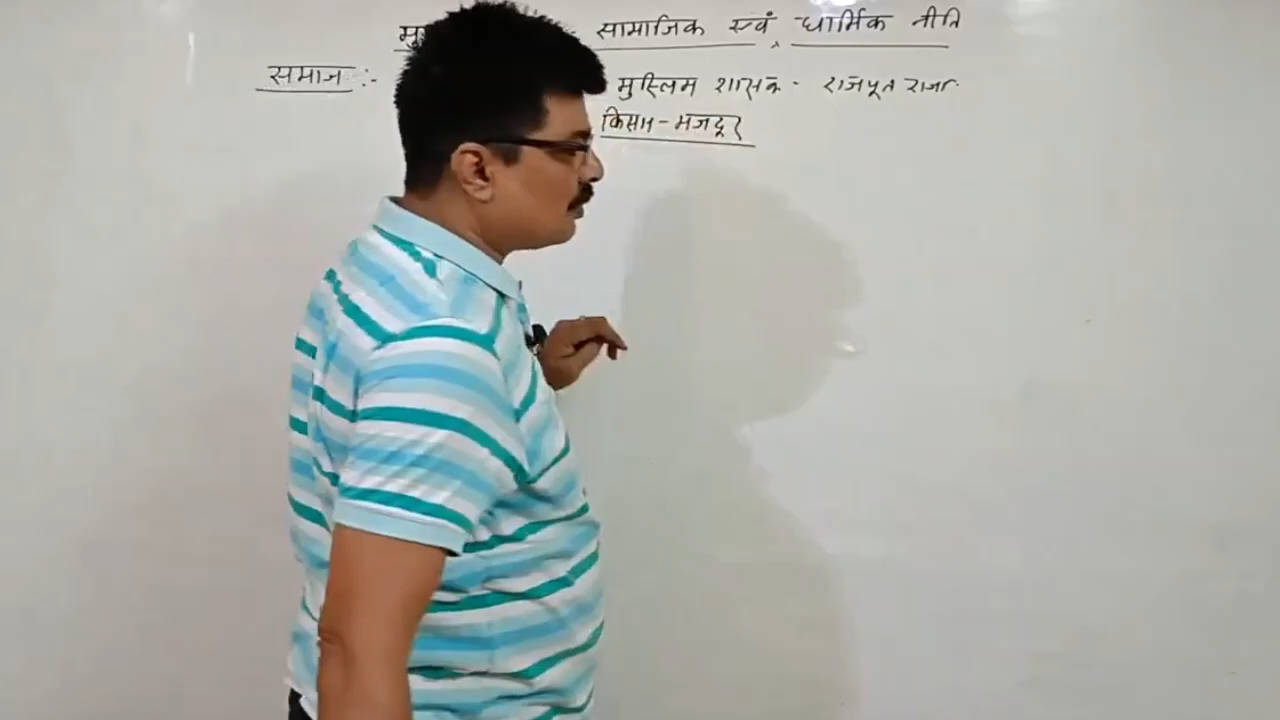 सामाजिक एवं धार्मिक नीति
समाज :-
मुस्लिम शासक - राजपूत राजा
किसान-मजदूर